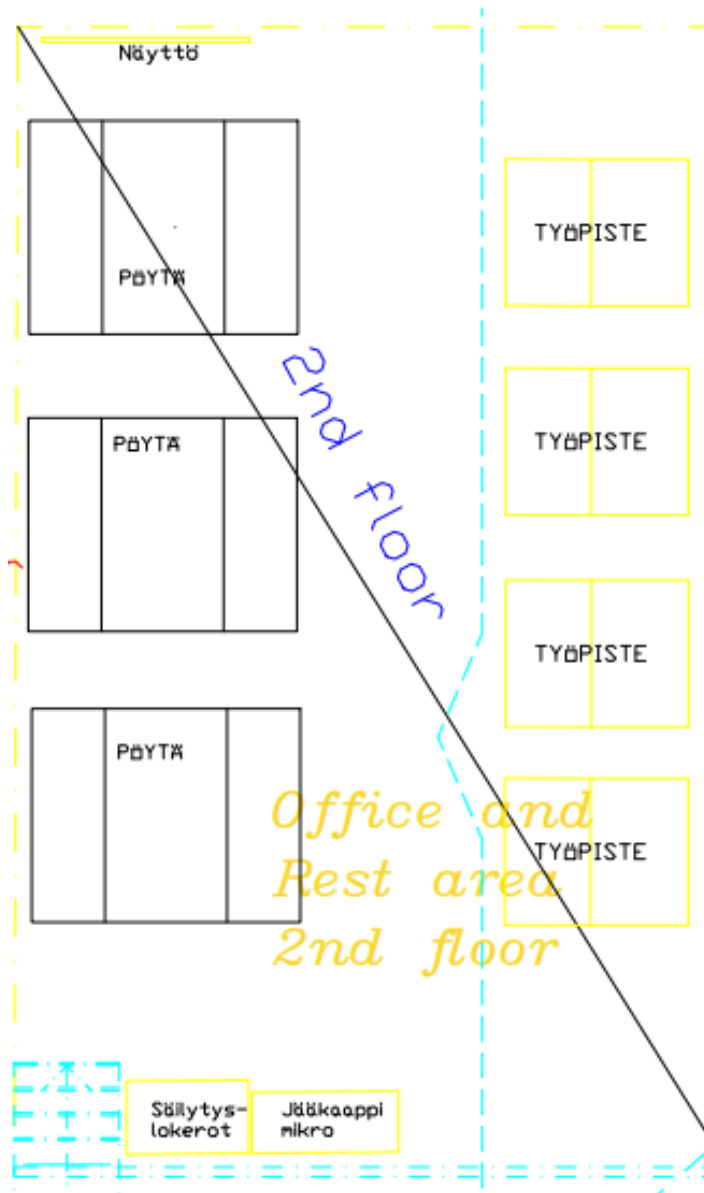 Näyttö
TYÖPISTE
PÖYTÄ
2nd floor
PÖYTÄ
TYÖPISTE
TYÖPISTE
PÖYTÄ
Office and
Rest area
2nd floor
TYÖPISTE
Säilytys-
lokerot
Jääkaappi
mikro